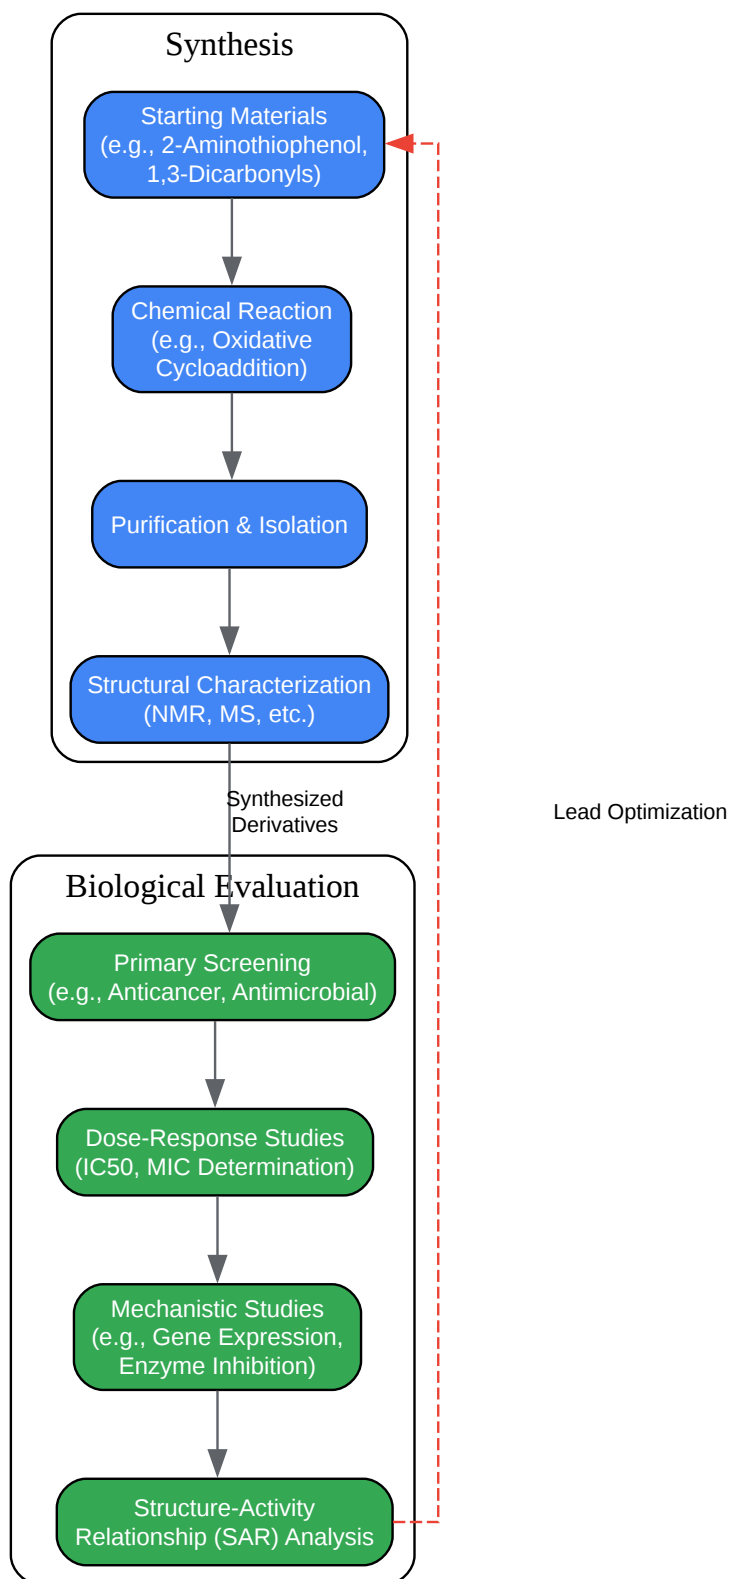 Synthesis
Starting Materials
(e.g., 2-Aminothiophenol,
1,3-Dicarbonyls)
Chemical Reaction
(e.g., Oxidative
Cycloaddition)
Purification & Isolation
Structural Characterization
(NMR, MS, etc.)
Synthesized
Derivatives
Lead Optimization
Biological Evaluation
Primary Screening
(e.g., Anticancer, Antimicrobial)
Dose-Response Studies
(IC50, MIC Determination)
Mechanistic Studies
(e.g., Gene Expression,
Enzyme Inhibition)
Structure-Activity
Relationship (SAR) Analysis